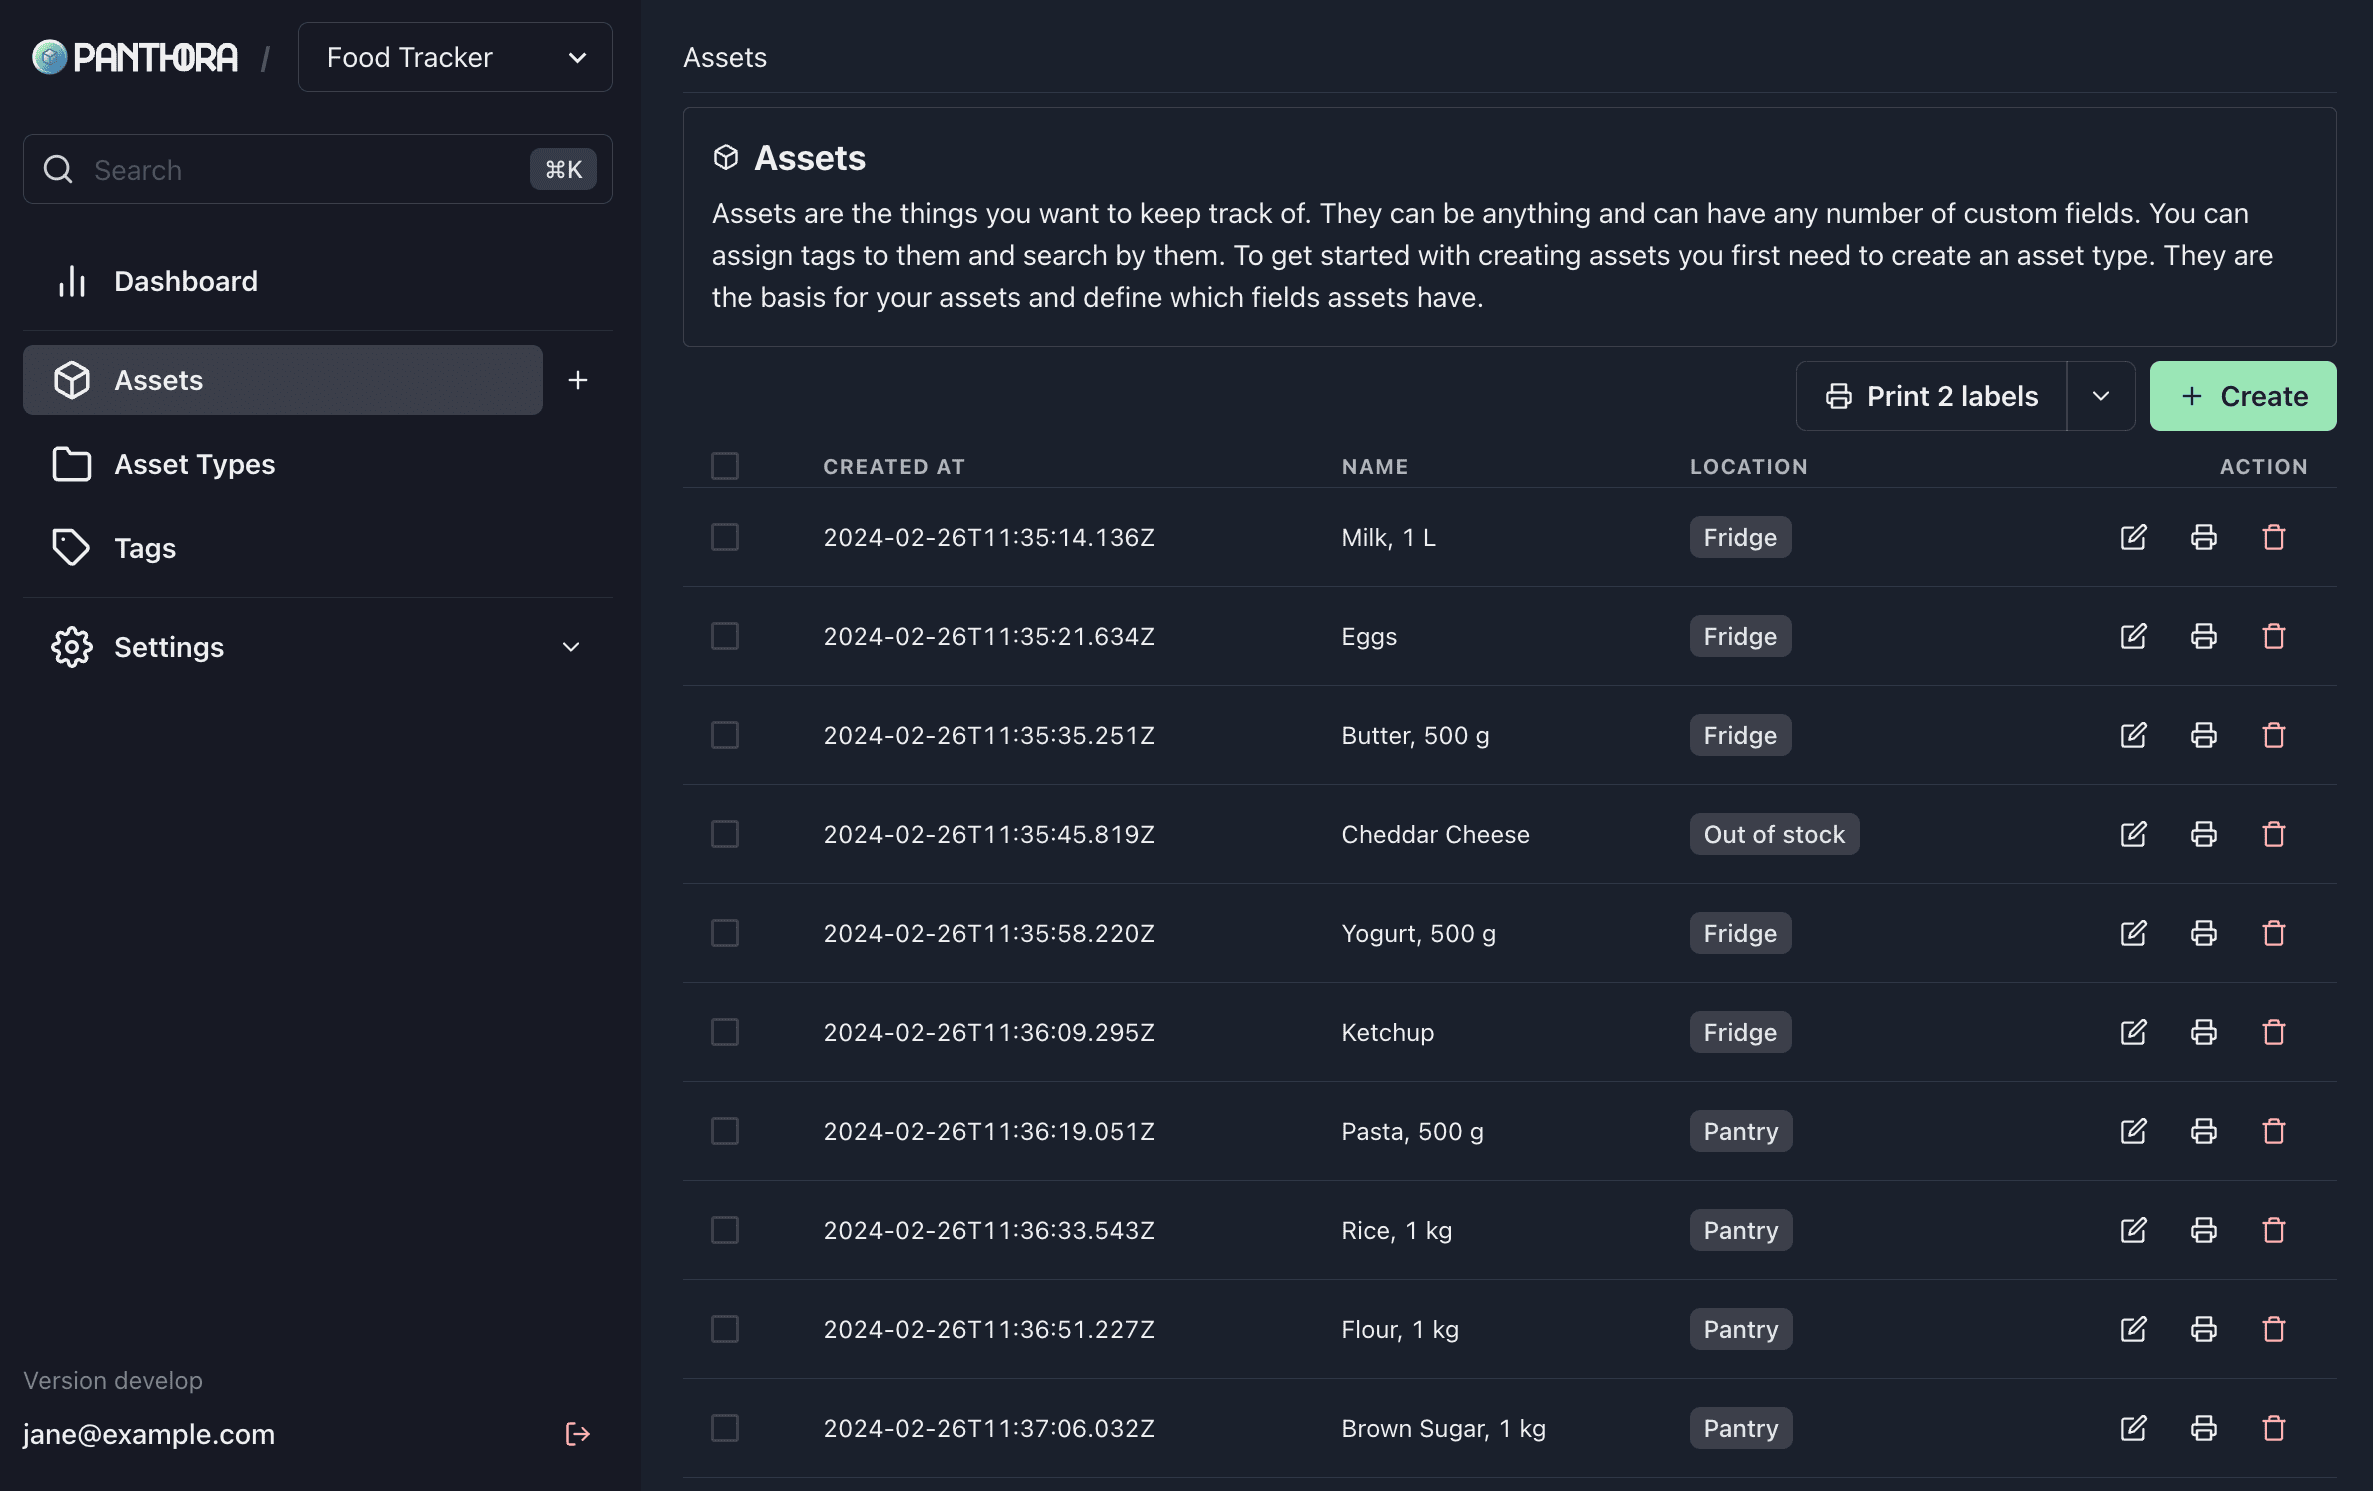 PANTHORA / Food Tracker
Search ⌘K
Dashboard
Assets
Asset Types
Tags
Settings
Version develop
jane@example.com
Assets
Assets
Assets are the things you want to keep track of. They can be anything and can have any number of custom fields. You can
assign tags to them and search by them. To get started with creating assets you first need to create an asset type. They are
the basis for your assets and define which fields assets have.
Print 2 labels
Create
CREATED AT NAME LOCATION ACTION
2024-02-26T11:35:14.136Z Milk, 1 L Fridge
2024-02-26T11:35:21.634Z Eggs Fridge
2024-02-26T11:35:35.251Z Butter, 500 g Fridge
2024-02-26T11:35:45.819Z Cheddar Cheese Out of stock
2024-02-26T11:35:58.220Z Yogurt, 500 g Fridge
2024-02-26T11:36:09.295Z Ketchup Fridge
2024-02-26T11:36:19.051Z Pasta, 500 g Pantry
2024-02-26T11:36:33.543Z Rice, 1 kg Pantry
2024-02-26T11:36:51.227Z Flour, 1 kg Pantry
2024-02-26T11:37:06.032Z Brown Sugar, 1 kg Pantry